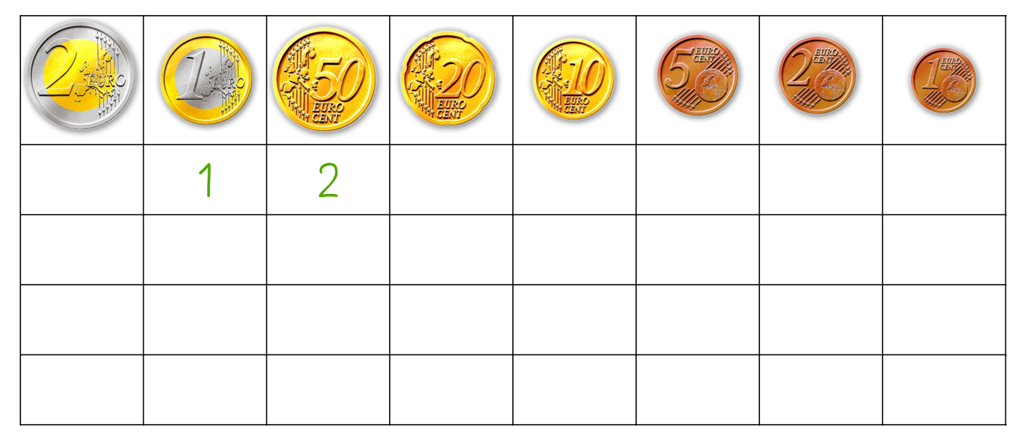 2 EURO
1 EURO
50 EURO CENT
20 EURO CENT
10 EURO CENT
5 EURO CENT
2 EURO CENT
1 EURO CENT
1 2